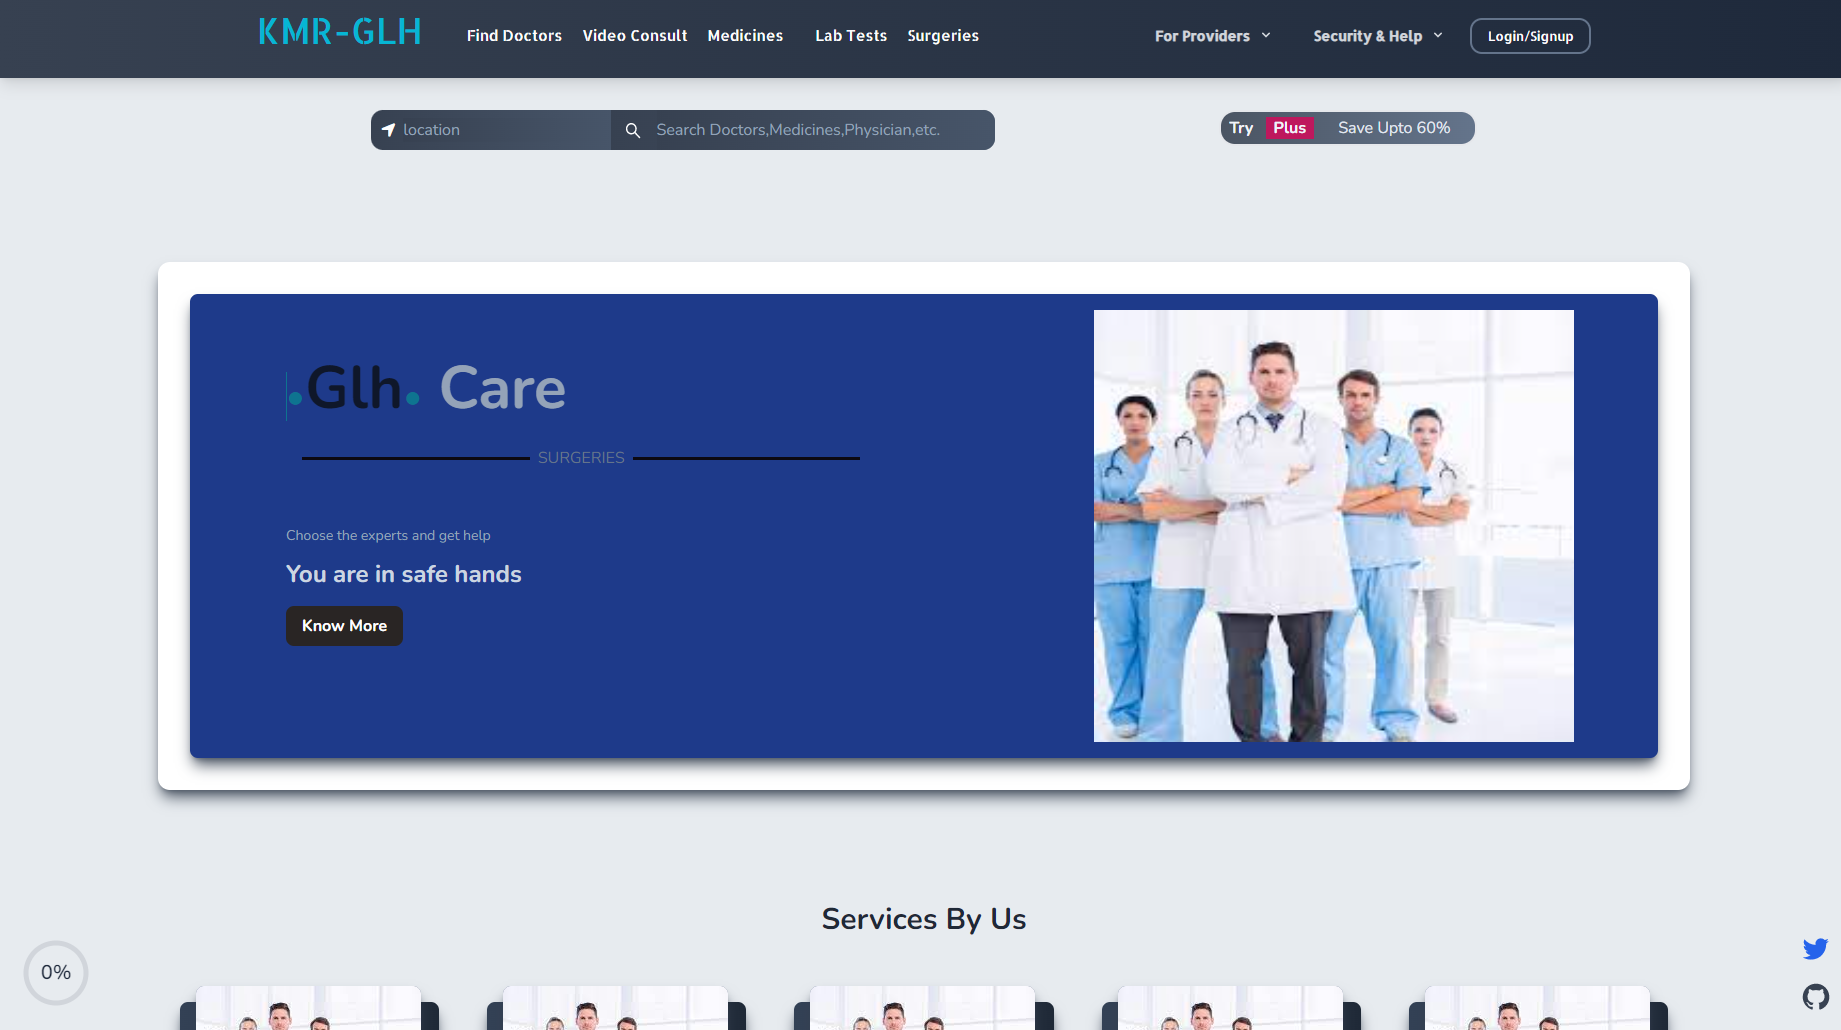 KMR-GLH Find Doctors Video Consult Medicines Lab Tests Surgeries For Providers Security & Help Login/Signup
location Search Doctors,Medicines,Physician,etc. Try Plus Save Upto 60%
.Glh. Care
SURGERIES
Choose the experts and get help
You are in safe hands
Know More
Services By Us
0%